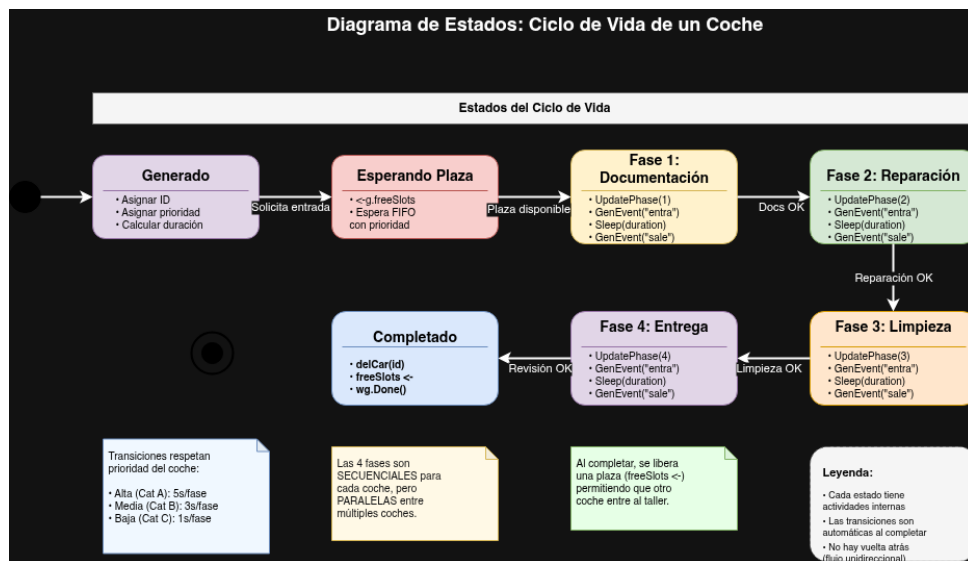 Diagrama de Estados: Ciclo de Vida de un Coche
Estados del Ciclo de Vida
Generado
• Asignar ID
• Asignar prioridad
• Calcular duración
Solicita entrada
Esperando Plaza
• <-g.freeSlots
• Espera FIFO
con prioridad
Plaza disponible
Fase 1:
Documentación
• UpdatePhase(1)
• GenEvent("entra")
• Sleep(duration)
• GenEvent("sale")
Docs OK
Fase 2: Reparación
• UpdatePhase(2)
• GenEvent("entra")
• Sleep(duration)
• GenEvent("sale")
Reparación OK
Fase 3: Limpieza
• UpdatePhase(3)
• GenEvent("entra")
• Sleep(duration)
• GenEvent("sale")
Limpieza OK
Fase 4: Entrega
• UpdatePhase(4)
• GenEvent("entra")
• Sleep(duration)
• GenEvent("sale")
Revisión OK
Completado
• delCar(id)
• freeSlots <-
• wg.Done()
Transiciones respetan
prioridad del coche:
• Alta (Cat A): 5s/fase
• Media (Cat B): 3s/fase
• Baja (Cat C): 1s/fase
Las 4 fases son
SECUENCIALES para
cada coche, pero
PARALELAS entre
múltiples coches.
Al completar, se libera
una plaza (freeSlots <-)
permitiendo que otro
coche entre al taller.
Leyenda:
• Cada estado tiene
actividades internas
• Las transiciones son
automáticas al completar
• No hay vuelta atrás
(flujo unidireccional)